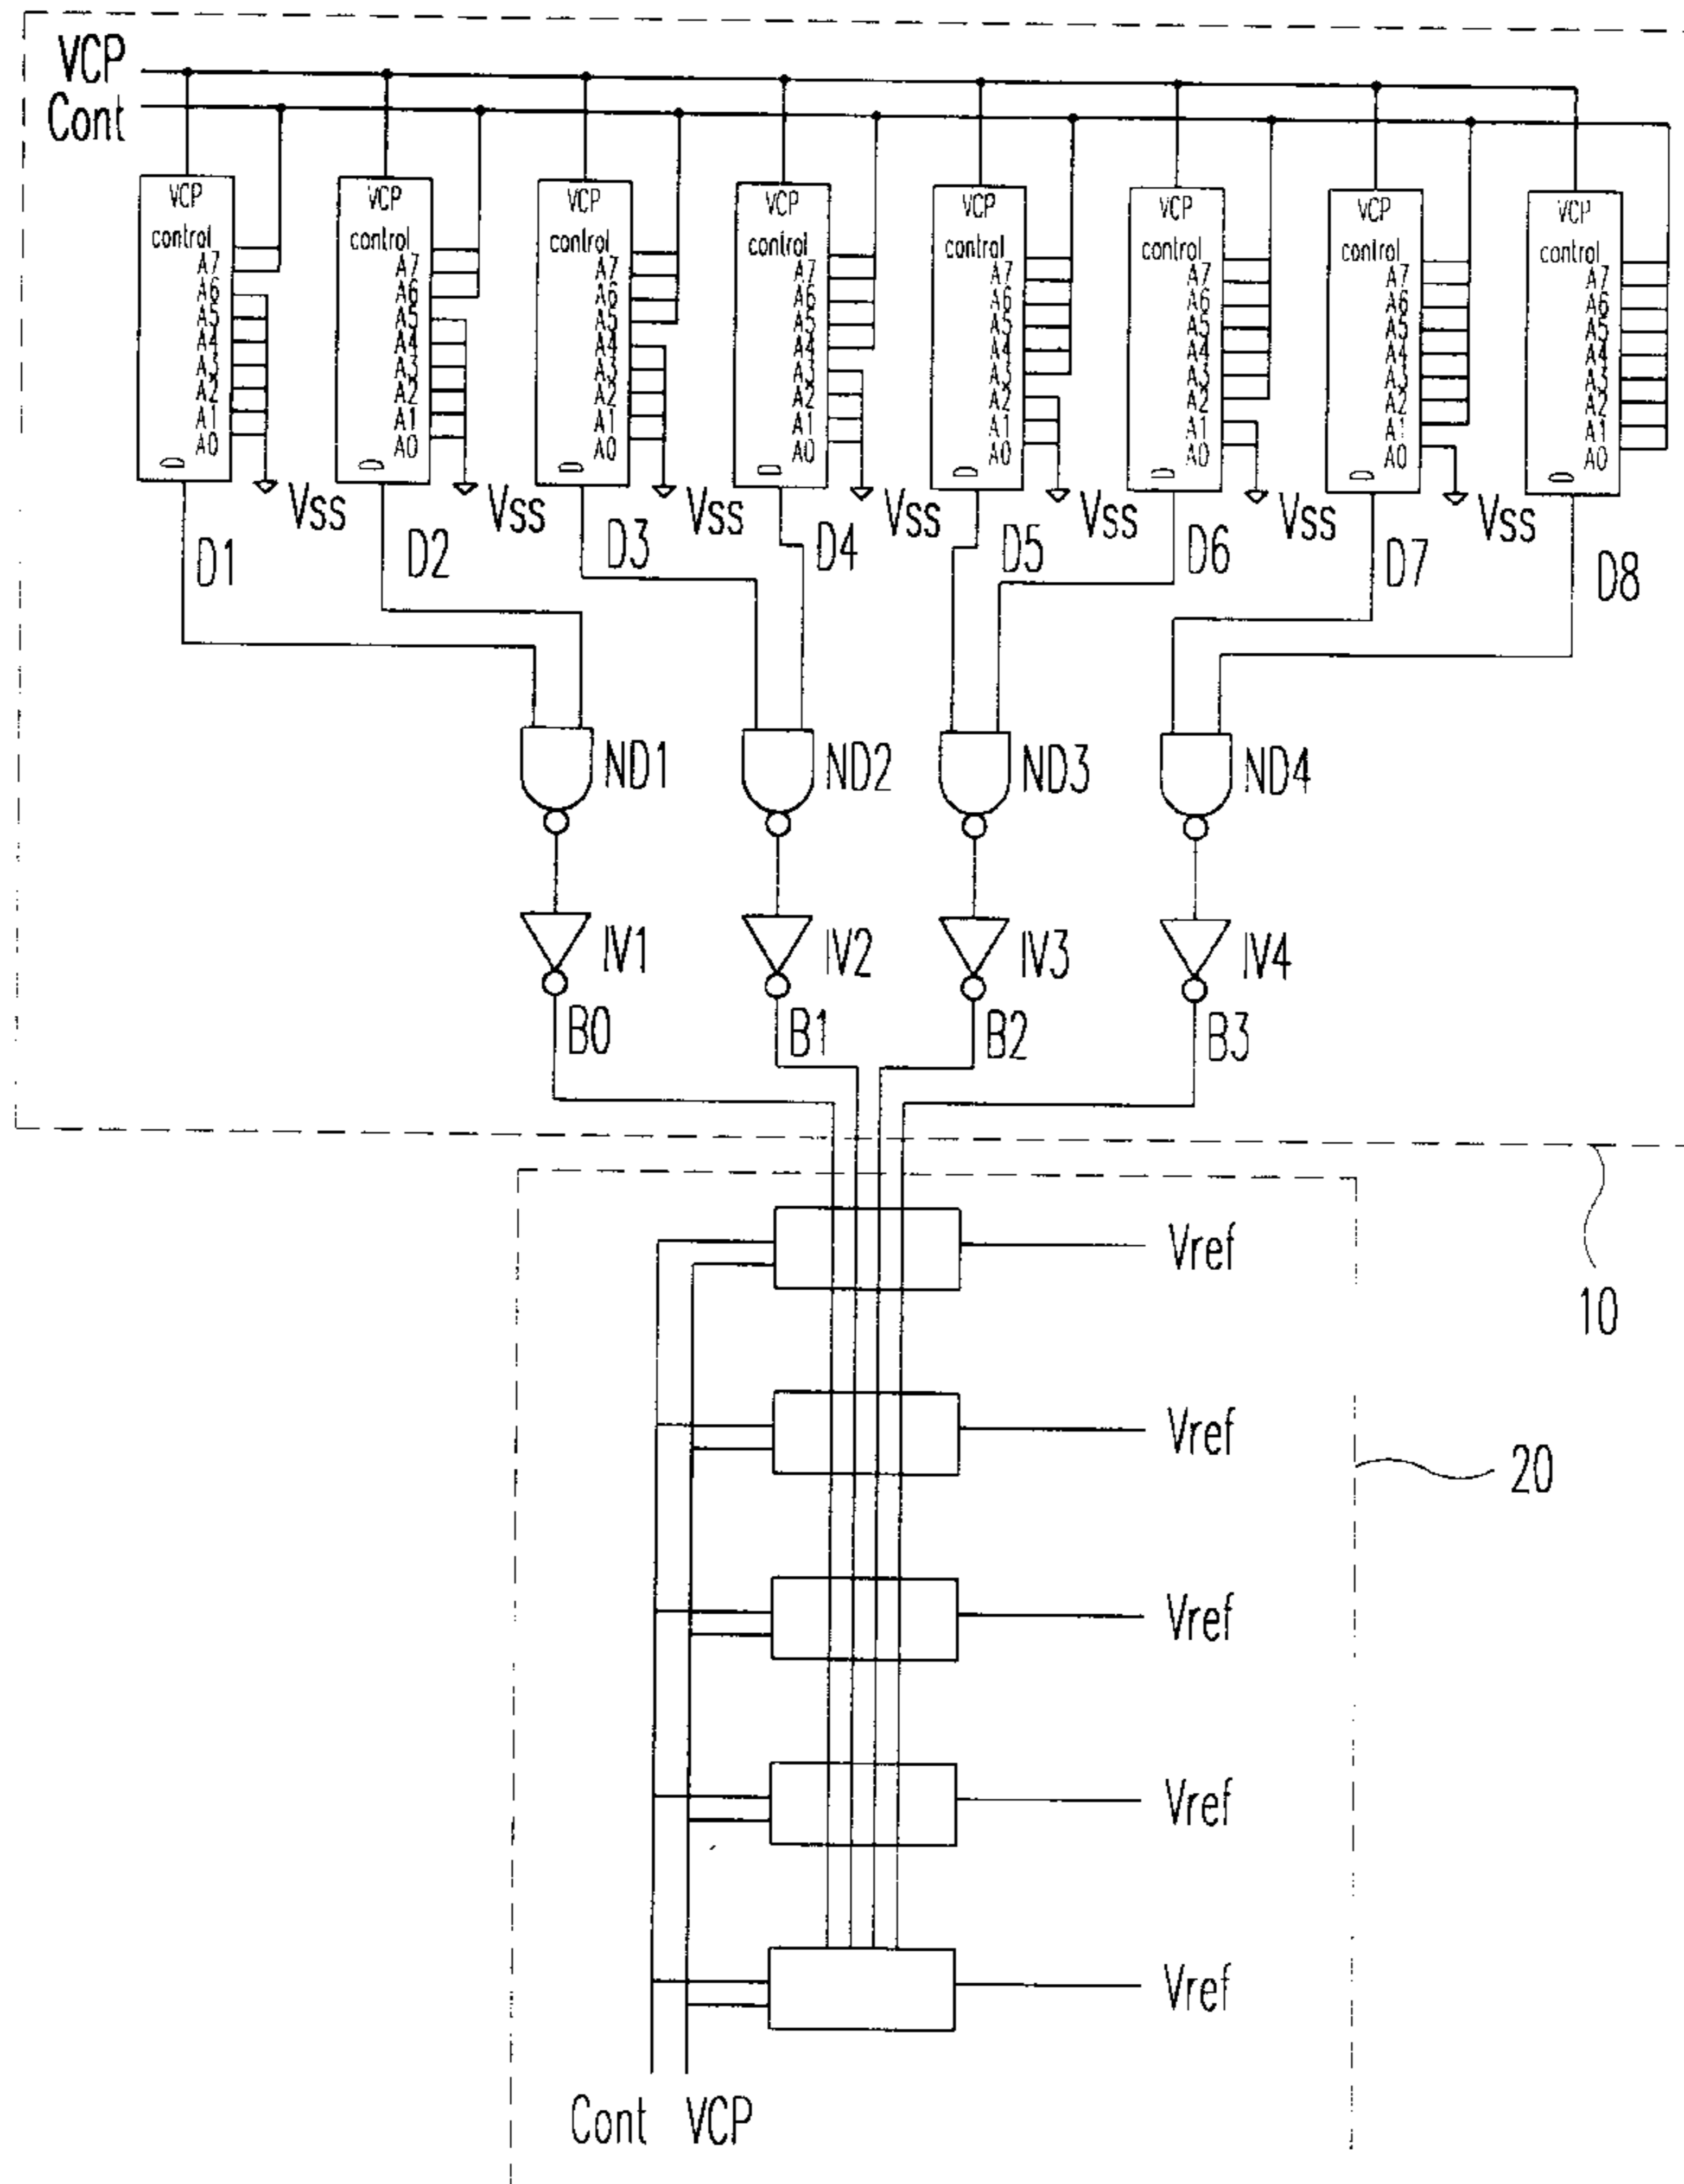 VCP
Cont
VCP VCP VCP VCP VCP VCP VCP VCP
control control control control control control control control
A7 A7 A7 A7 A7 A7 A7 A7
A6 A6 A6 A6 A6 A6 A6 A6
A5 A5 A5 A5 A5 A5 A5 A5
A4 A4 A4 A4 A4 A4 A4 A4
A3 A3 A3 A3 A3 A3 A3 A3
A2 A2 A2 A2 A2 A2 A2 A2
A1 A1 A1 A1 A1 A1 A1 A1
A0 A0 A0 A0 A0 A0 A0 A0
Vss Vss Vss Vss Vss Vss Vss
D1 D2 D3 D4 D5 D6 D7 D8
ND1 ND2 ND3 ND4
IV1 IV2 IV3 IV4
B0 B1 B2 B3
Vref
10
Vref
20
Vref
Vref
Vref
Cont VCP